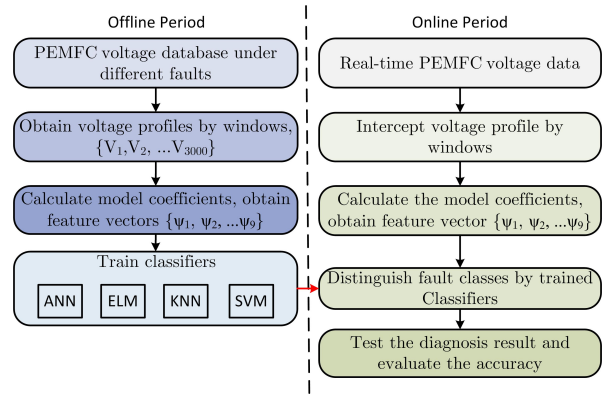 Offline Period
PEMFC voltage database under
different faults
Obtain voltage profiles by windows,
{V₁,V₂, ...V₃₀₀₀}
Calculate model coefficients, obtain
feature vectors {ψ₁, ψ₂, ...ψ₉}
Train classifiers
ANN
ELM
KNN
SVM
Online Period
Real-time PEMFC voltage data
Intercept voltage profile by
windows
Calculate the model coefficients,
obtain feature vector {ψ₁, ψ₂, ...ψ₉}
Distinguish fault classes by trained
Classifiers
Test the diagnosis result and
evaluate the accuracy